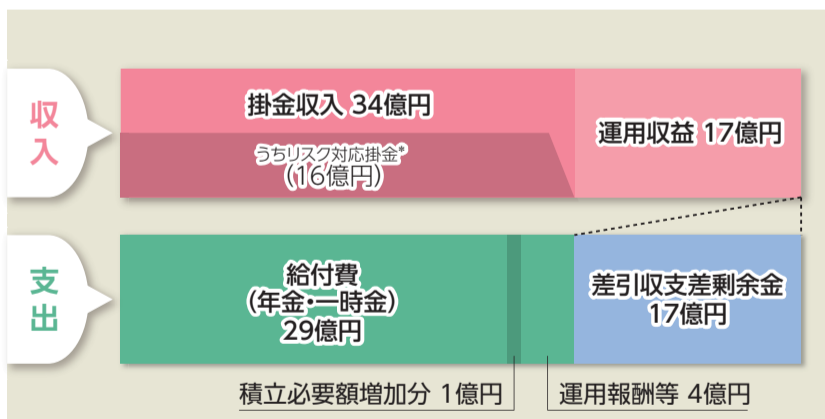 収入
掛金収入 34億円
うちリスク対応掛金*
(16億円)
運用収益 17億円
支出
給付費
(年金・一時金)
29億円
差引収支差剰余金
17億円
積立必要額増加分 1億円
運用報酬等 4億円